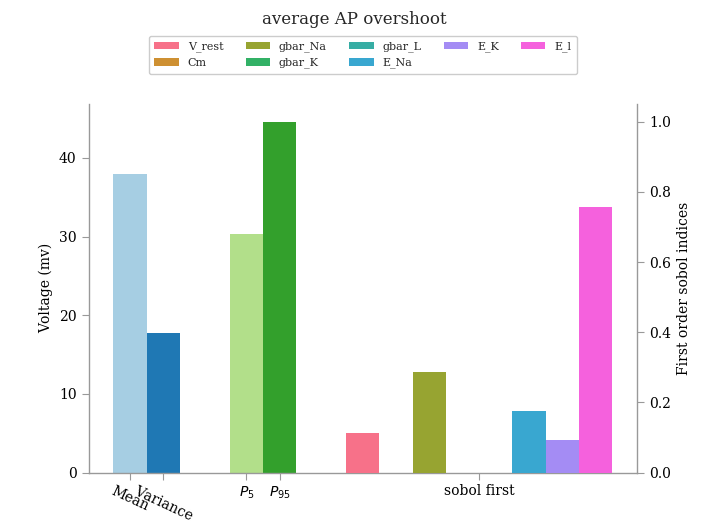 average AP overshoot
V_rest gbar_Na gbar_L E_K E_l
Cm gbar_K E_Na
Voltage (mv)
40
30
20
10
0
First order sobol indices
1.0
0.8
0.6
0.4
0.2
0.0
Mean Variance P5 P95 sobol first